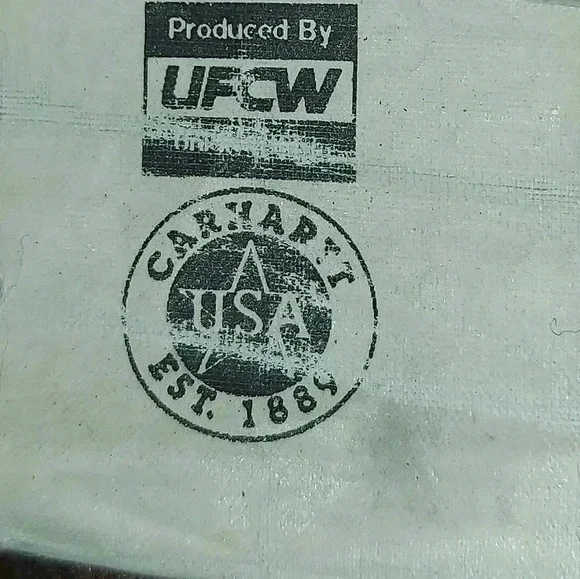 Produced By
UFCW
CARHARTT
USA
EST. 1889